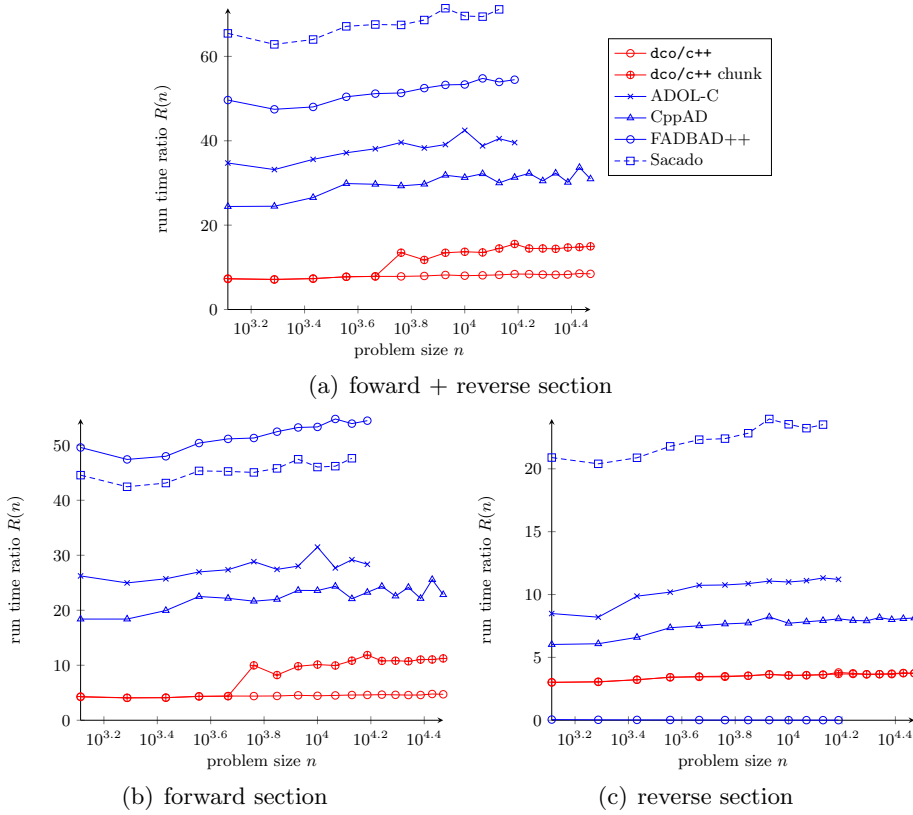 60
40
20
0
run time ratio R(n)
10^3.2 10^3.4 10^3.6 10^3.8 10^4 10^4.2 10^4.4
problem size n
dco/c++
dco/c++ chunk
ADOL-C
CppAD
FADBAD++
Sacado
(a) foward + reverse section
50
40
30
20
10
0
run time ratio R(n)
10^3.2 10^3.4 10^3.6 10^3.8 10^4 10^4.2 10^4.4
problem size n
(b) forward section
20
15
10
5
0
run time ratio R(n)
10^3.2 10^3.4 10^3.6 10^3.8 10^4 10^4.2 10^4.4
problem size n
(c) reverse section